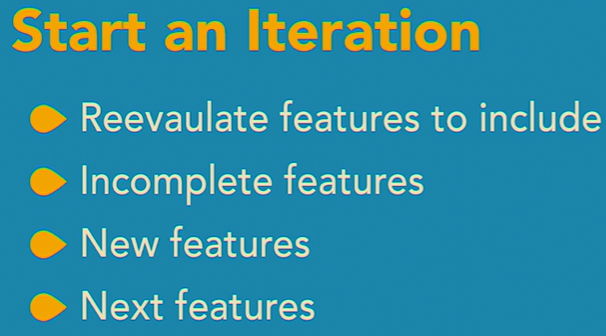 Start an Iteration
Reevaulate features to include
Incomplete features
New features
Next features